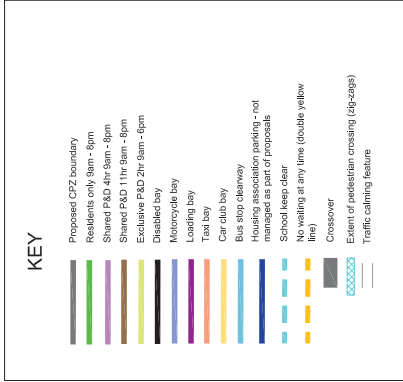 KEY
Proposed CPZ boundary
Residents only 9am - 8pm
Shared P&D 4hr 9am - 8pm
Shared P&D 11hr 9am - 8pm
Exclusive P&D 2hr 9am - 6pm
Disabled bay
Motorcycle bay
Loading bay
Taxi bay
Car club bay
Bus stop clearway
Housing association parking - not
managed as part of proposals
School keep clear
No waiting at any time (double yellow
line)
Crossover
Extent of pedestrian crossing (zig-zags)
Traffic calming feature